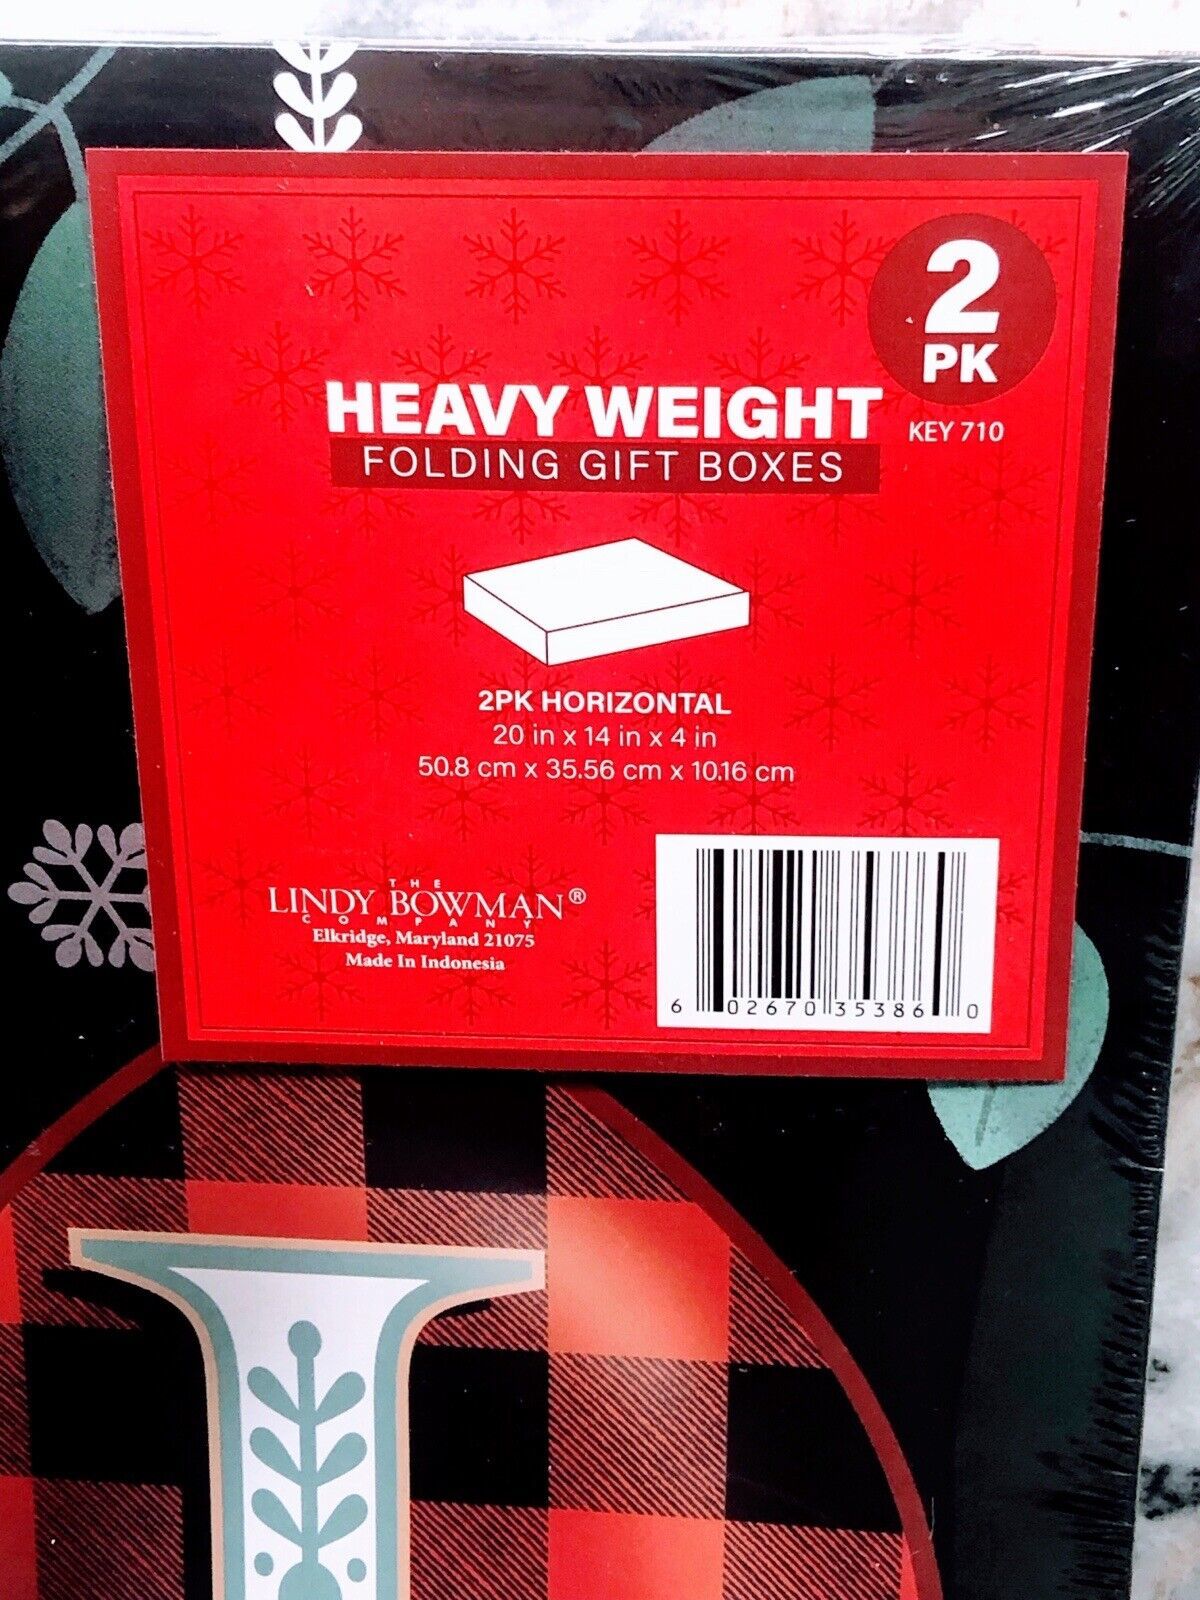 2
PK
KEY 710
HEAVY WEIGHT
FOLDING GIFT BOXES
2PK HORIZONTAL
20 in x 14 in x 4 in
50.8 cm x 35.56 cm x 10.16 cm
THE
LINDY BOWMAN®
COMPANY
Elkridge, Maryland 21075
Made In Indonesia
6 02670 35386 0